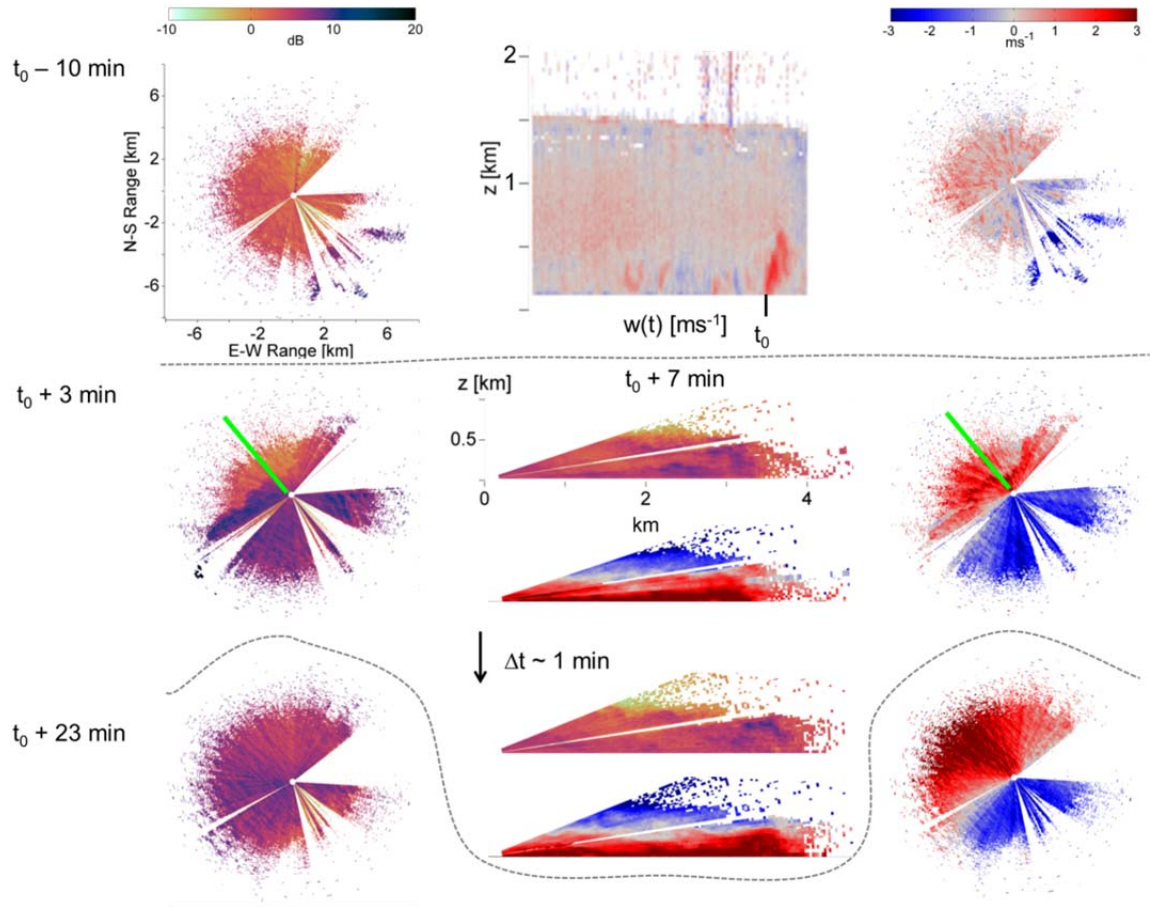 -10 0 10 20
dB
-3 -2 -1 0 1 2 3
ms-1
t0 – 10 min
6
2
-2
-6
N-S Range [km]
-6 -2 2 6
E-W Range [km]
2
1
z [km]
w(t) [ms-1]
t0
t0 + 3 min
z [km]
t0 + 7 min
0.5
0 2 4
km
Δt ~ 1 min
t0 + 23 min